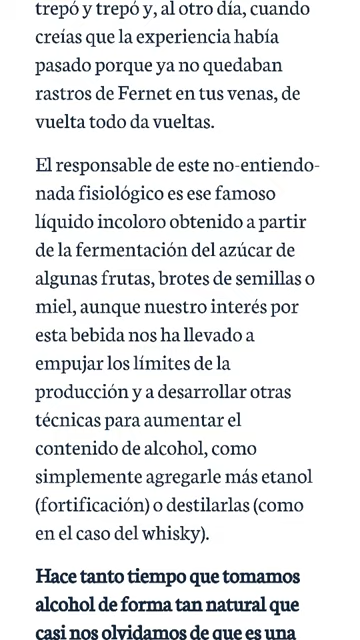 trepó y trepó y, al otro día, cuando
creías que la experiencia había
pasado porque ya no quedaban
rastros de Fernet en tus venas, de
vuelta todo da vueltas.
El responsable de este no-entiendo-
nada fisiológico es ese famoso
líquido incoloro obtenido a partir
de la fermentación del azúcar de
algunas frutas, brotes de semillas o
miel, aunque nuestro interés por
esta bebida nos ha llevado a
empujar los límites de la
producción y a desarrollar otras
técnicas para aumentar el
contenido de alcohol, como
simplemente agregarle más etanol
(fortificación) o destilarlas (como
en el caso del whisky).
Hace tanto tiempo que tomamos
alcohol de forma tan natural que
casi nos olvidamos de que es una